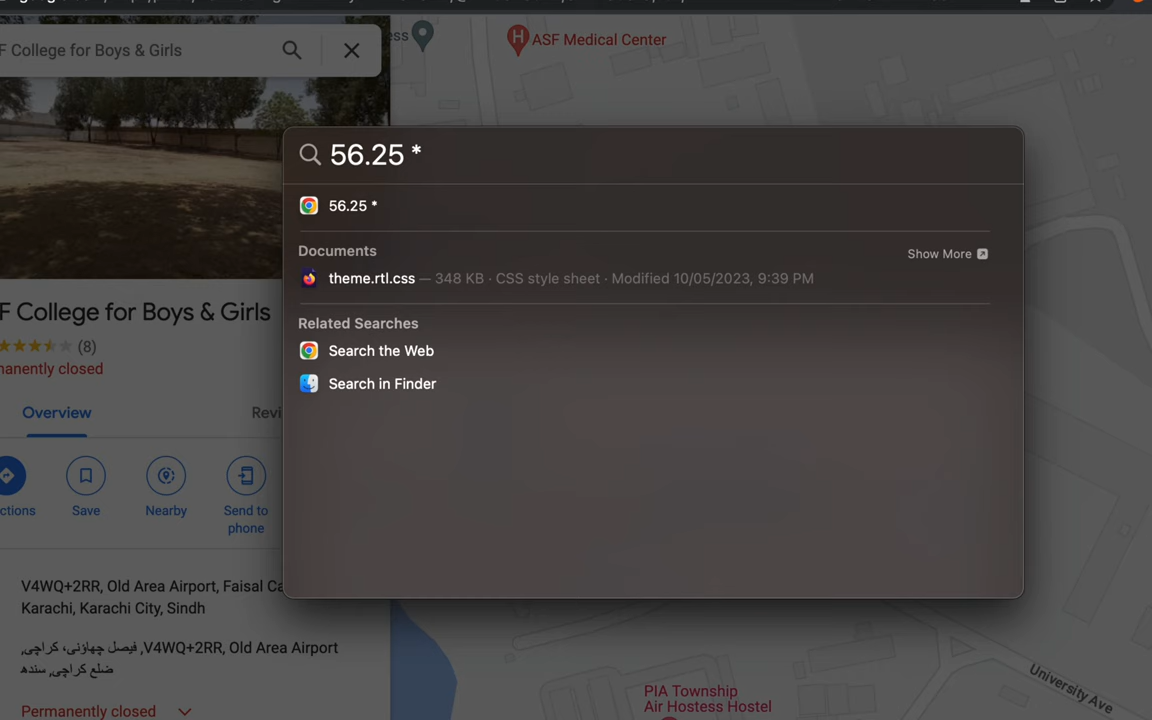 F College for Boys & Girls
ess
ASF Medical Center
56.25 *
56.25 *
Documents
Show More
theme.rtl.css — 348 KB · CSS style sheet · Modified 10/05/2023, 9:39 PM
Related Searches
Search the Web
Search in Finder
F College for Boys & Girls
(8)
nanently closed
Overview
Revi
ctions
Save
Nearby
Send to
phone
V4WQ+2RR, Old Area Airport, Faisal Ca
Karachi, Karachi City, Sindh
V4WQ+2RR, Old Area Airport, فیصل چھاؤنی، کراچی,
ضلع کراچی, سندھ
Permanently closed
PIA Township
Air Hostess Hostel
University Ave